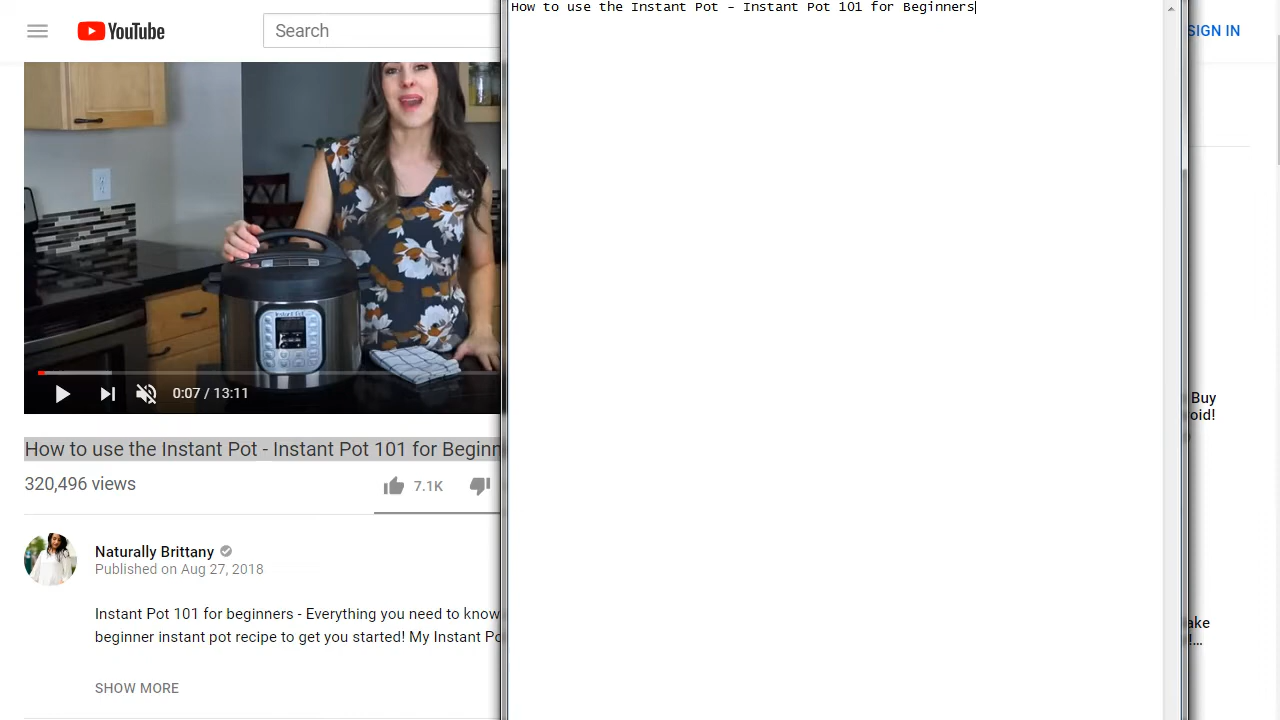 YouTube
Search
SIGN IN
How to use the Instant Pot - Instant Pot 101 for Beginners
Instant Pot
0:07 / 13:11
How to use the Instant Pot - Instant Pot 101 for Beginn
320,496 views
7.1K
Naturally Brittany
Published on Aug 27, 2018
Instant Pot 101 for beginners - Everything you need to know
beginner instant pot recipe to get you started! My Instant Po
SHOW MORE
Buy
oid!
ake
!...